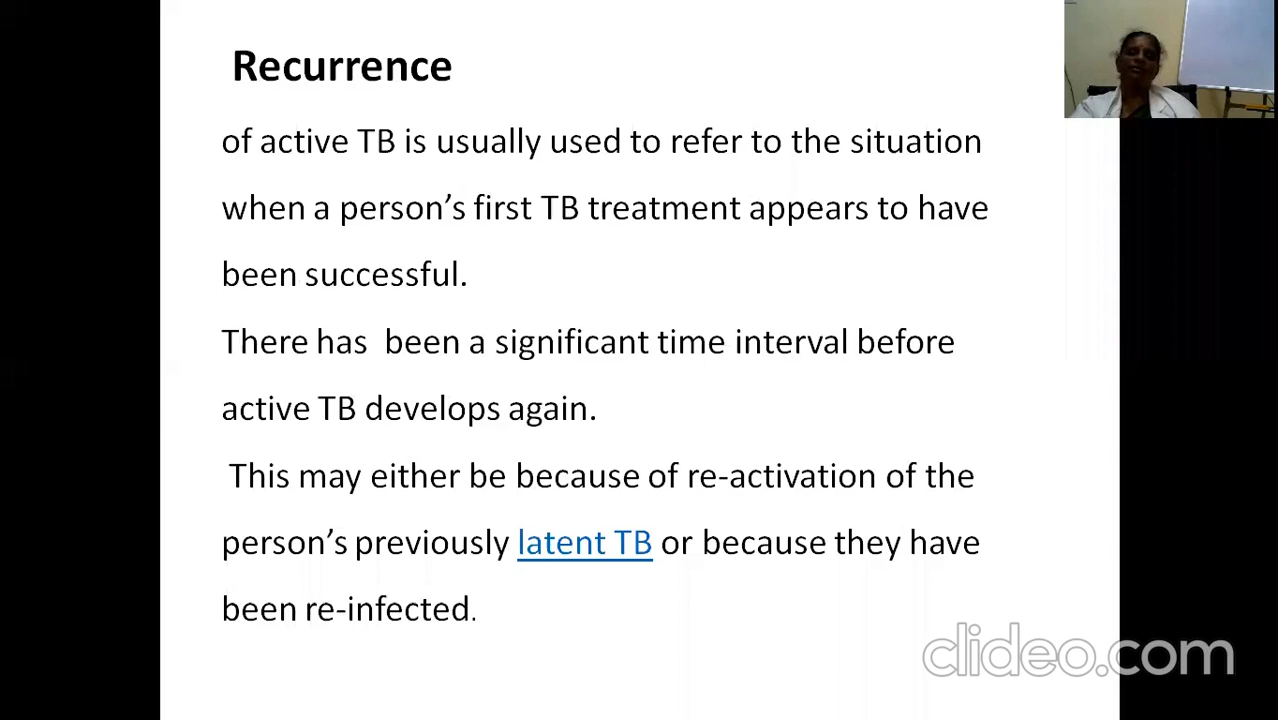 Recurrence
of active TB is usually used to refer to the situation
when a person’s first TB treatment appears to have
been successful.
There has  been a significant time interval before
active TB develops again.
This may either be because of re-activation of the
person’s previously latent TB or because they have
been re-infected.
clideo.com